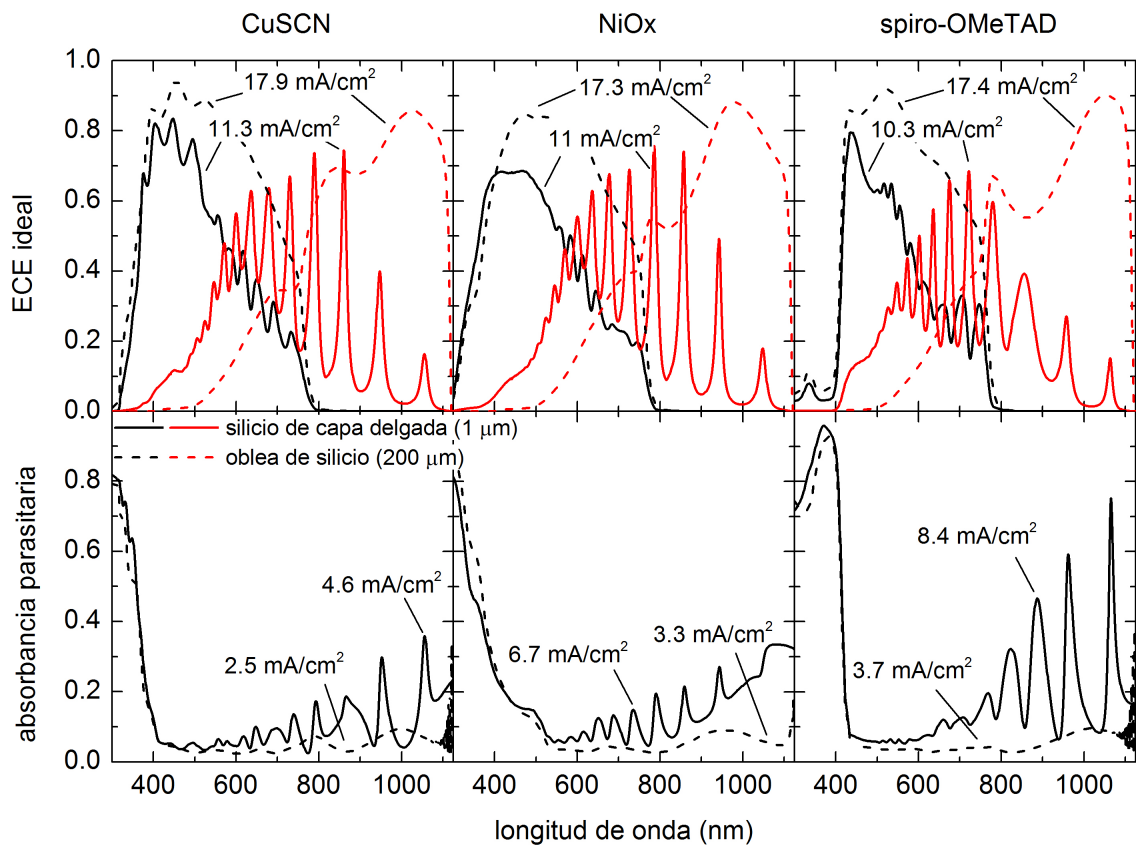 CuSCN NiOx spiro-OMeTAD
1.0
0.8
0.6
0.4
0.2
0.0
ECE ideal
17.9 mA/cm²
11.3 mA/cm²
17.3 mA/cm²
11 mA/cm²
17.4 mA/cm²
10.3 mA/cm²
silicio de capa delgada (1 μm)
oblea de silicio (200 μm)
0.8
0.6
0.4
0.2
0.0
absorbancia parasitaria
4.6 mA/cm²
2.5 mA/cm²
6.7 mA/cm²
3.3 mA/cm²
8.4 mA/cm²
3.7 mA/cm²
400 600 800 1000 400 600 800 1000 400 600 800 1000
longitud de onda (nm)